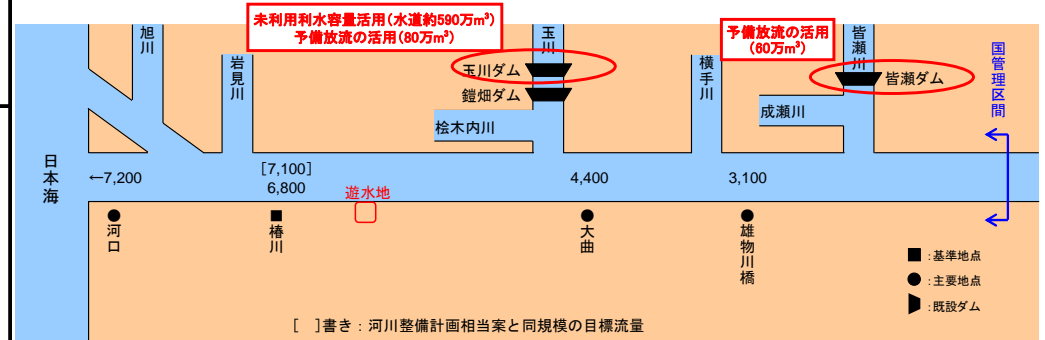 未利用利水容量活用(水道約590万m³)
予備放流の活用(80万m³)
予備放流の活用
(60万m³)
旭川
岩見川
玉川
横手川
皆瀬川
国管理区間
玉川ダム
鎧畑ダム
皆瀬ダム
桧木内川
成瀬川
日本海
←7,200
[7,100]
6,800
4,400
3,100
遊水地
河口
椿川
大曲
雄物川橋
■:基準地点
●:主要地点
:既設ダム
[ ]書き:河川整備計画相当案と同規模の目標流量